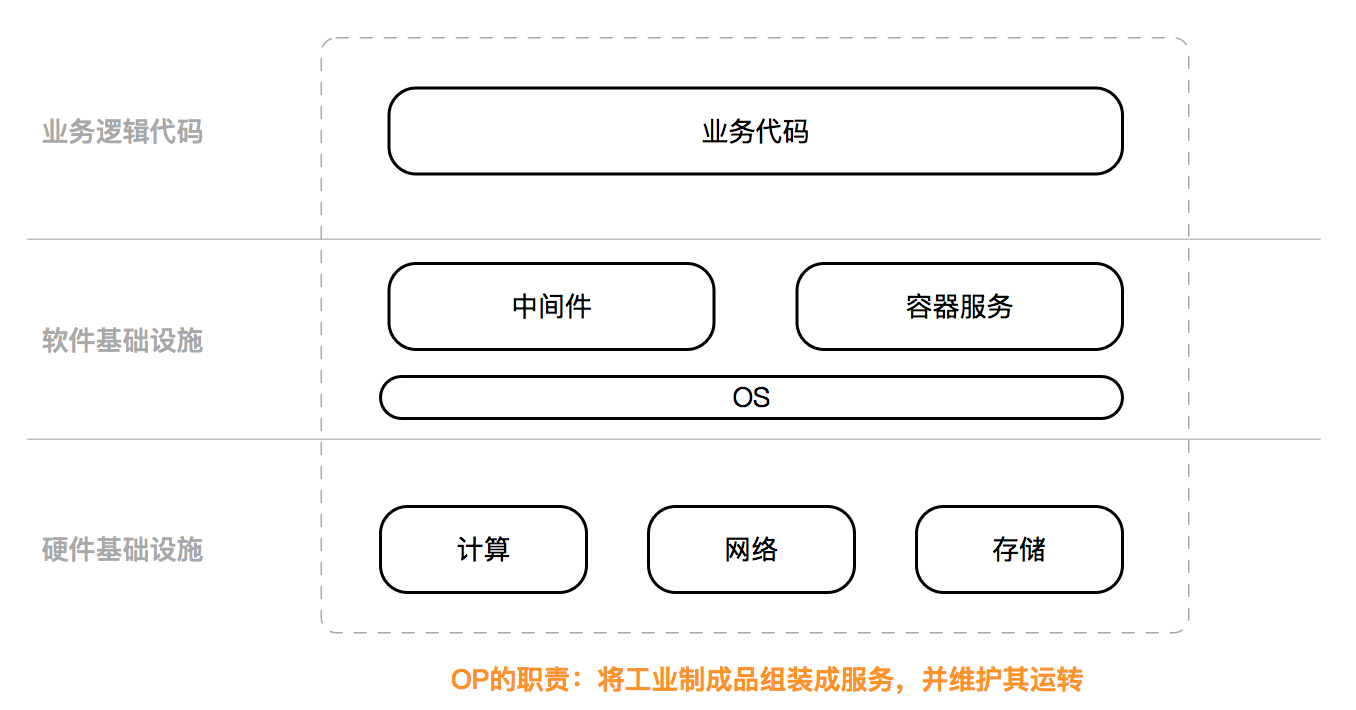 业务逻辑代码
业务代码
中间件
容器服务
软件基础设施
OS
硬件基础设施
计算
网络
存储
OP的职责：将工业制成品组装成服务，并维护其运转